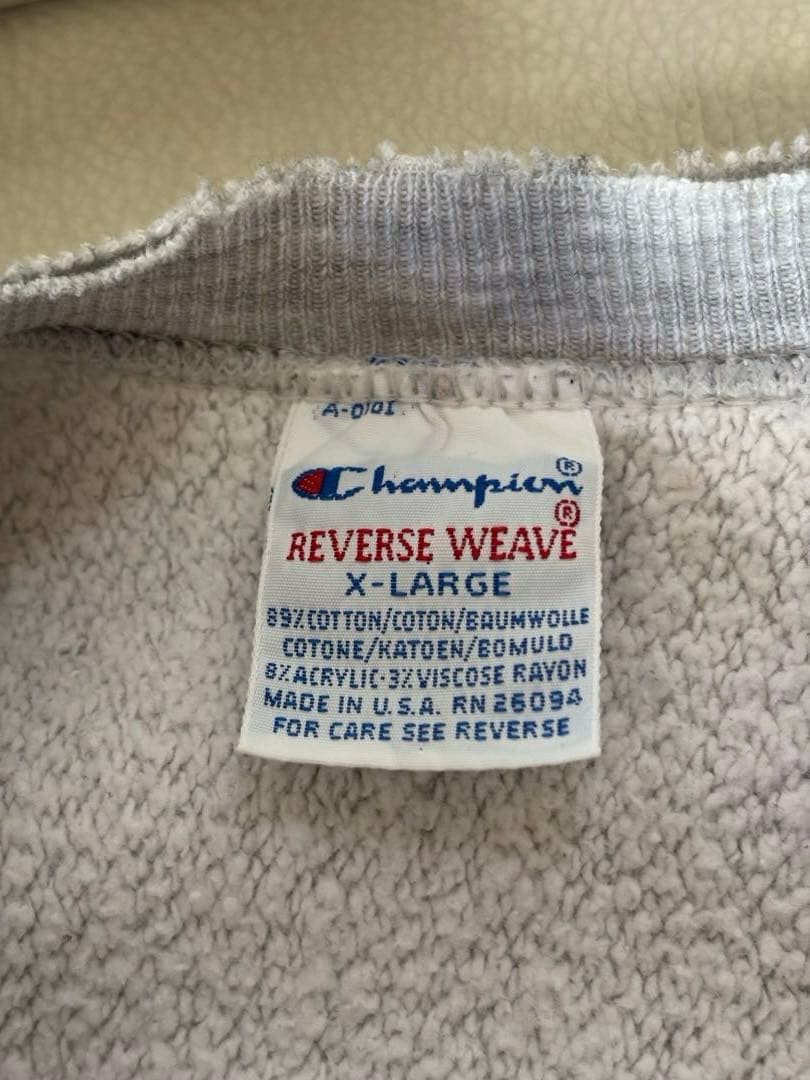 A-0101
Champion®
REVERSE WEAVE®
X-LARGE
89% COTTON/COTON/BAUMWOLLE
COTONE/KATOEN/BOMULD
8% ACRYLIC·3% VISCOSE RAYON
MADE IN U.S.A. RN 26094
FOR CARE SEE REVERSE